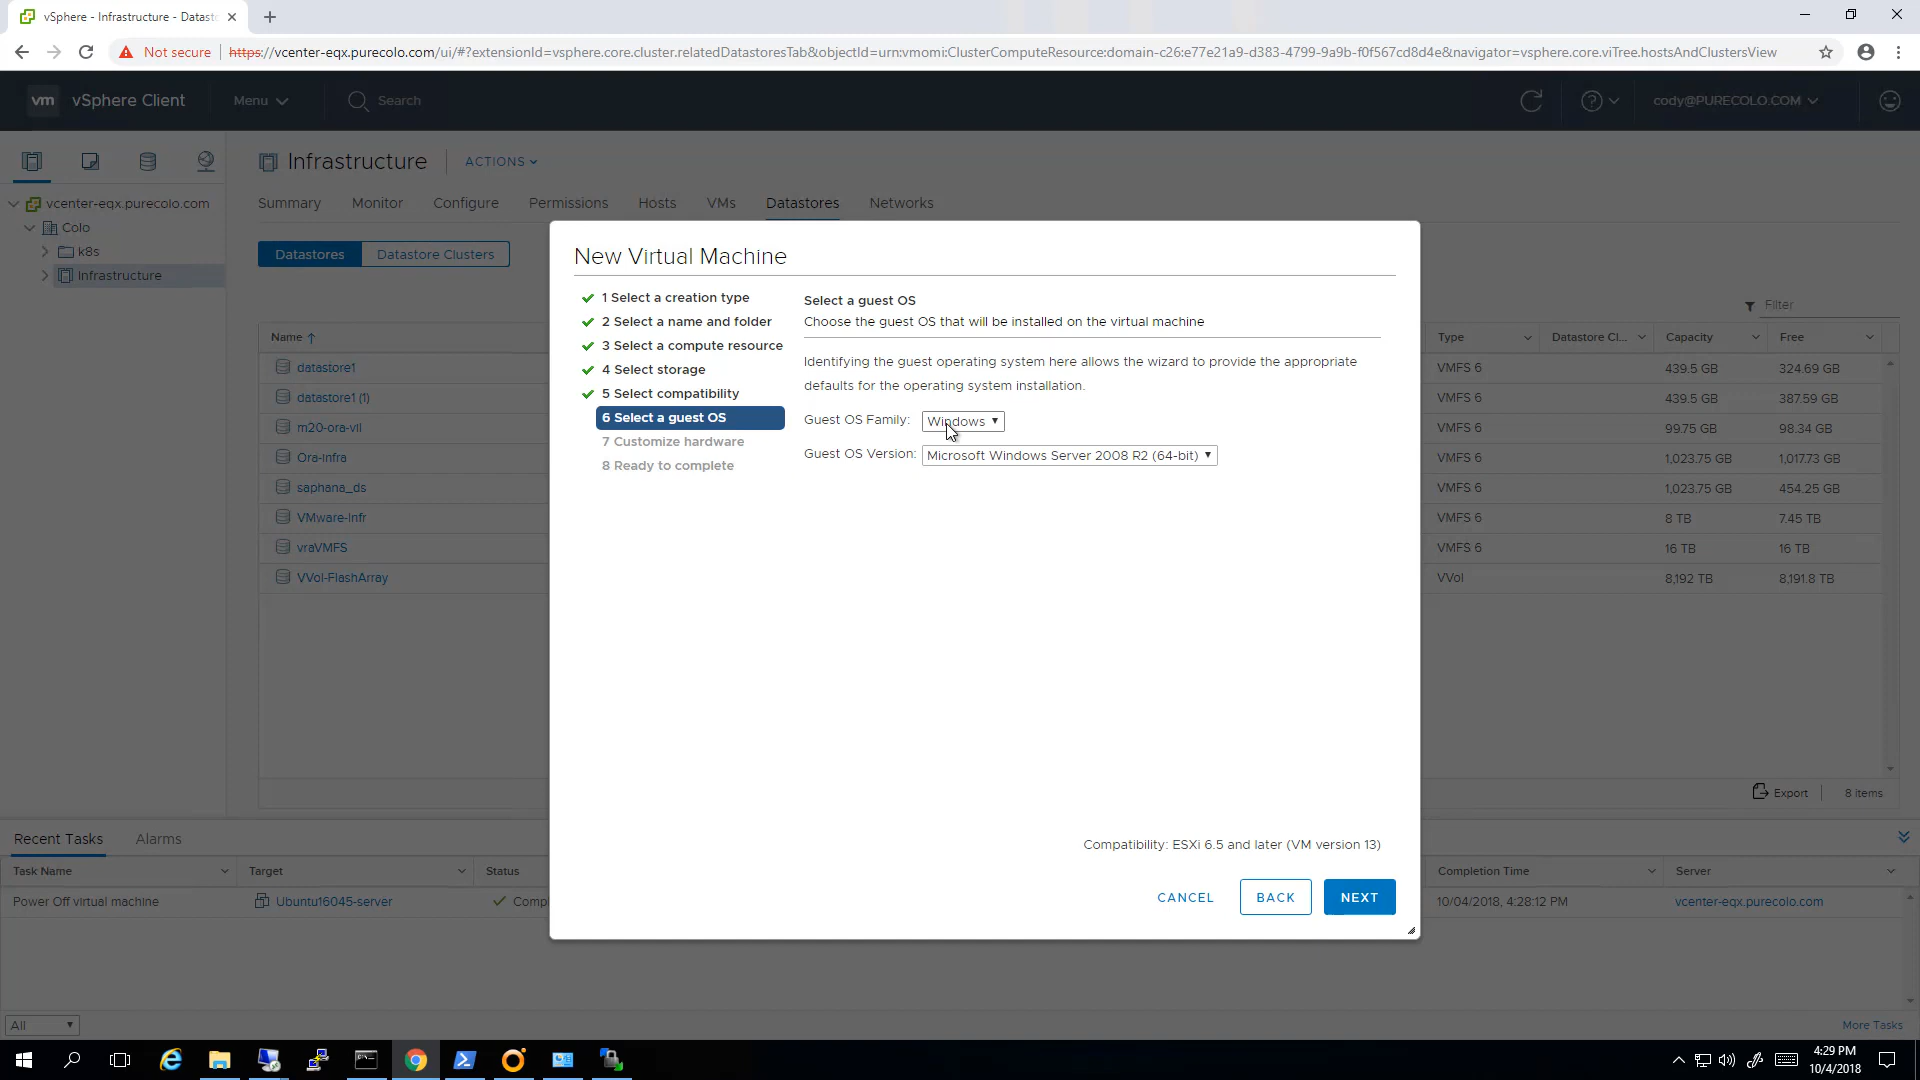 vSphere - Infrastructure - Datast
Not secure
https://vcenter-eqx.purecolo.com/ui/#?extensionId=vsphere.core.cluster.relatedDatastoresTab&objectId=urn:vmomi:ClusterComputeResource:domain-c26:e77e21a9-d383-4799-9a9b-f0f567cd8d4e&navigator=vsphere.core.viTree.hostsAndClustersView
vm vSphere Client Menu Search cody@PURECOLO.COM
Infrastructure ACTIONS
vcenter-eqx.purecolo.com
Colo
k8s
Infrastructure
Summary Monitor Configure Permissions Hosts VMs Datastores Networks
Datastores Datastore Clusters
Filter
Name Type Datastore Cl... Capacity Free
datastore1 VMFS 6 439.5 GB 324.69 GB
datastore1 (1) VMFS 6 439.5 GB 387.59 GB
m20-ora-vil VMFS 6 99.75 GB 98.34 GB
Ora-Infra VMFS 6 1,023.75 GB 1,017.73 GB
saphana_ds VMFS 6 1,023.75 GB 454.25 GB
VMware-Infr VMFS 6 8 TB 7.45 TB
vraVMFS VMFS 6 16 TB 16 TB
VVol-FlashArray VVol 8,192 TB 8,191.8 TB
Export 8 items
New Virtual Machine
1 Select a creation type
2 Select a name and folder
3 Select a compute resource
4 Select storage
5 Select compatibility
6 Select a guest OS
7 Customize hardware
8 Ready to complete
Select a guest OS
Choose the guest OS that will be installed on the virtual machine
Identifying the guest operating system here allows the wizard to provide the appropriate
defaults for the operating system installation.
Guest OS Family: Windows
Guest OS Version: Microsoft Windows Server 2008 R2 (64-bit)
Compatibility: ESXi 6.5 and later (VM version 13)
CANCEL BACK NEXT
Recent Tasks Alarms
Task Name Target Status Completion Time Server
Power Off virtual machine Ubuntu16045-server Compl 10/04/2018, 4:28:12 PM vcenter-eqx.purecolo.com
All More Tasks
4:29 PM
10/4/2018